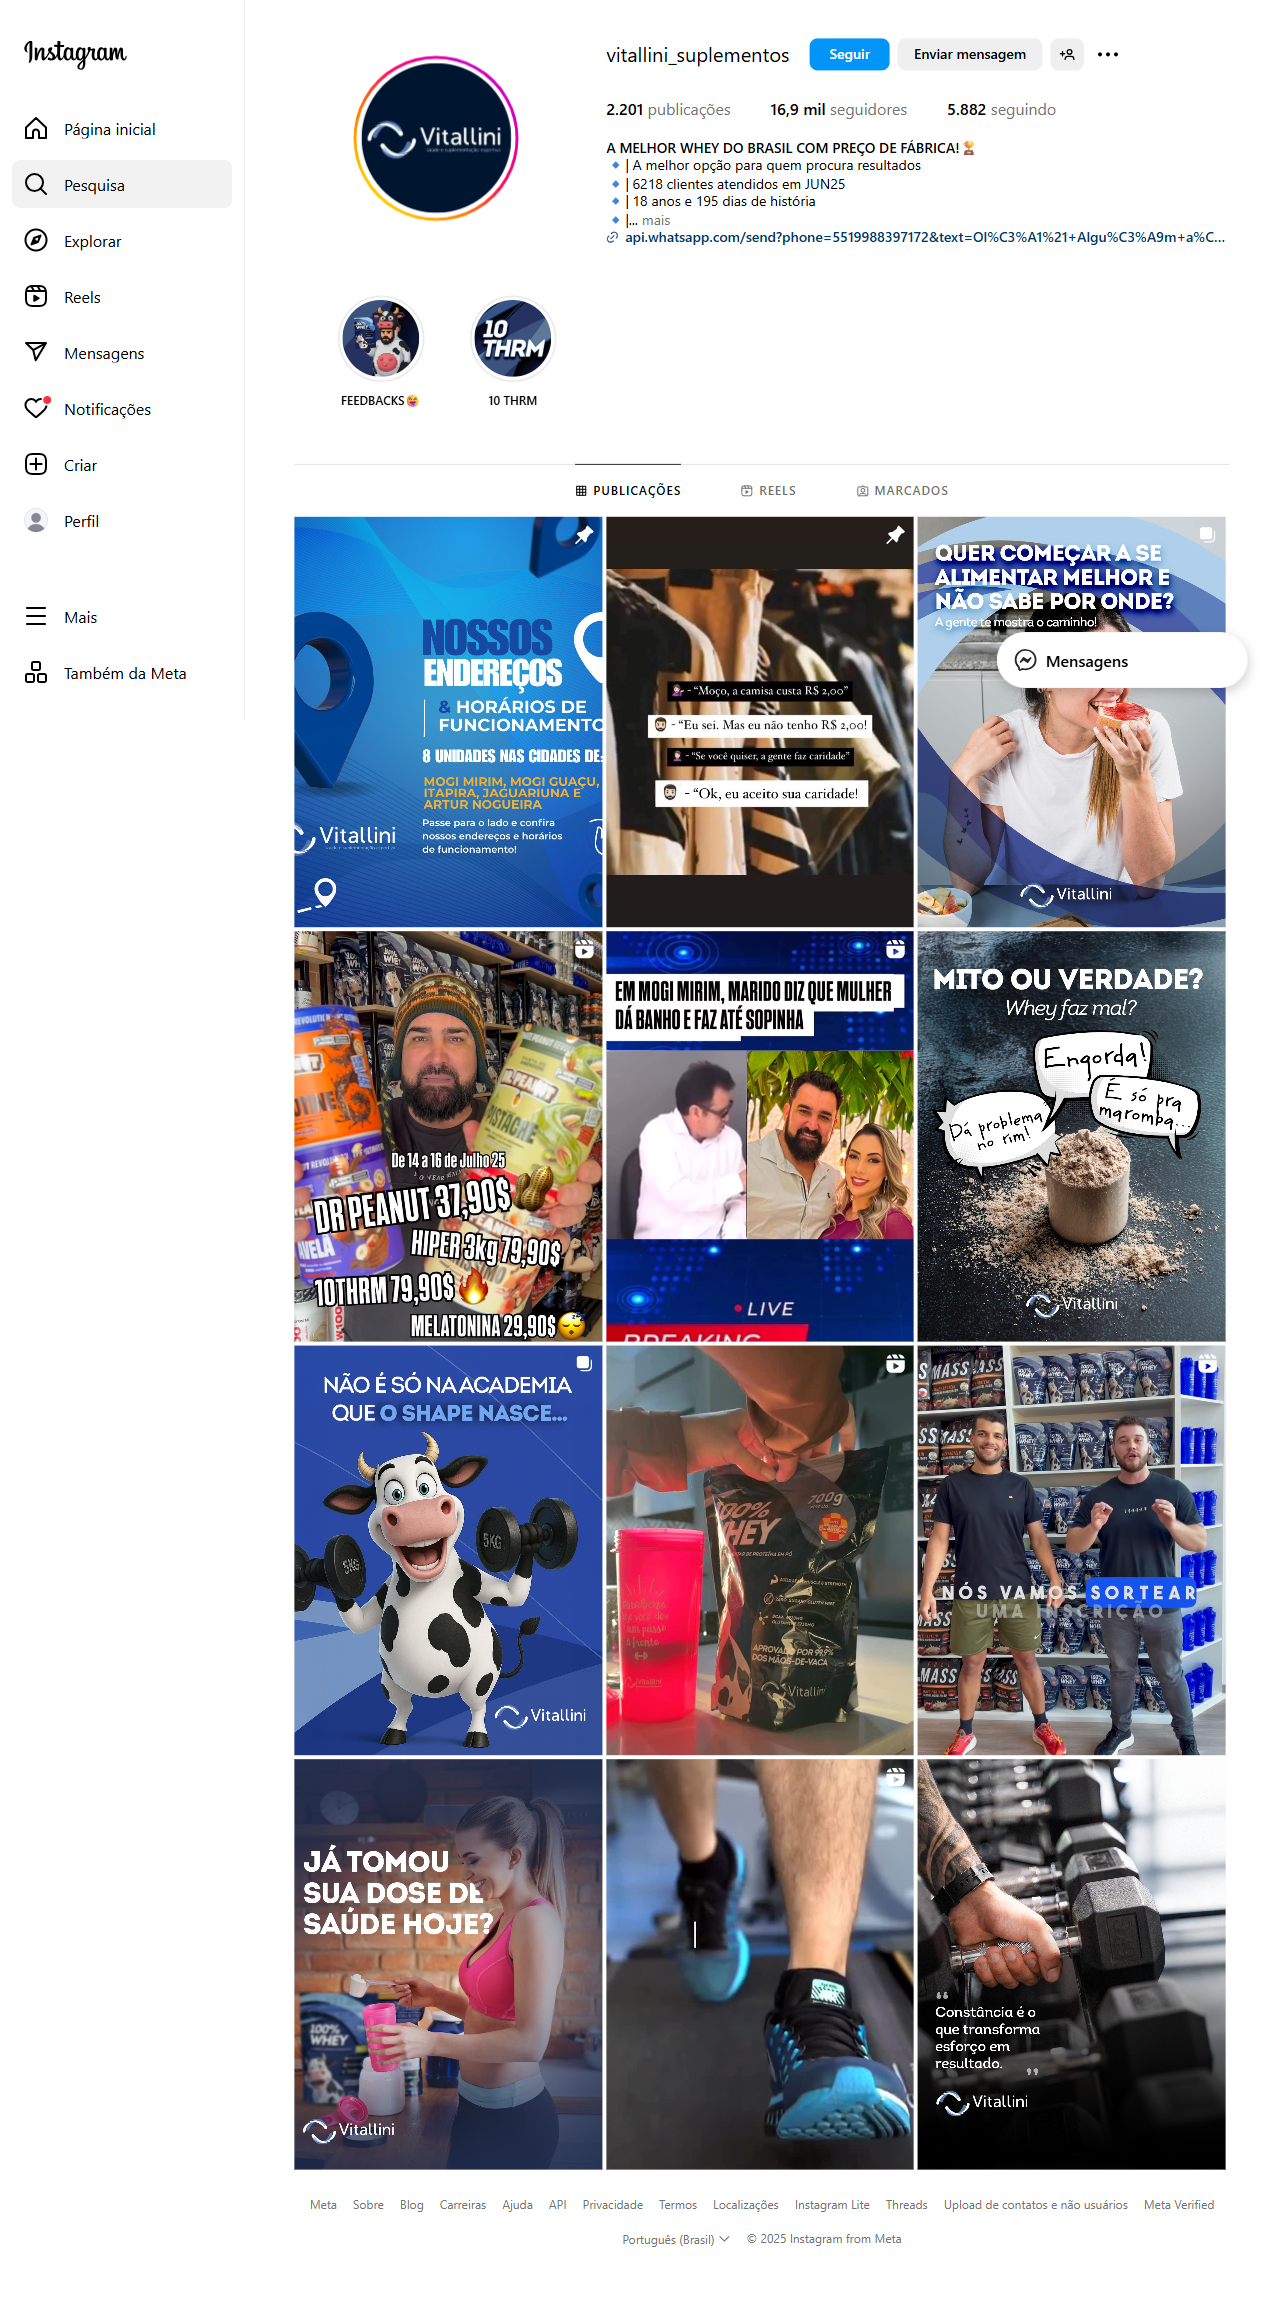 Instagram
Página inicial
Pesquisa
Explorar
Reels
Mensagens
Notificações
Criar
Perfil
Mais
Também da Meta
vitallini_suplementos
Seguir
Enviar mensagem
2.201 publicações
16,9 mil seguidores
5.882 seguindo
A MELHOR WHEY DO BRASIL COM PREÇO DE FÁBRICA!🏆
🔹| A melhor opção para quem procura resultados
🔹| 6218 clientes atendidos em JUN25
🔹| 18 anos e 195 dias de história
🔹|... mais
api.whatsapp.com/send?phone=5519988397172&text=Ol%C3%A1%21+Algu%C3%A9m+a%C...
Vitallini
FEEDBACKS
10
THRM
10 THRM
PUBLICAÇÕES
REELS
MARCADOS
NOSSOS
ENDEREÇOS
& HORÁRIOS DE
FUNCIONAMENTO
8 UNIDADES NAS CIDADES DE:
MOGI MIRIM, MOGI GUAÇU,
ITAPIRA, JAGUARIUNA E
ARTUR NOGUEIRA
Passe para o lado e confira
nossos endereços e horários
de funcionamento!
Vitallini
- "Moço, a camisa custa R$ 2,00"
- "Eu sei. Mas eu não tenho R$ 2,00!
- "Se você quiser, a gente faz caridade"
- "Ok, eu aceito sua caridade!
QUER COMEÇAR A SE
ALIMENTAR MELHOR E
NÃO SABE POR ONDE?
A gente te mostra o caminho!
Vitallini
Mensagens
De 14 a 16 de Julho 25
DR PEANUT 37,90$
HIPER 3kg 79,90$
10THRM 79,90$
MELATONINA 29,90$
EM MOGI MIRIM, MARIDO DIZ QUE MULHER
DÁ BANHO E FAZ ATÉ SOPINHA
LIVE
BREAKING
MITO OU VERDADE?
Whey faz mal?
Engorda!
É só pra
maromba...
Dá problema
no rim!
Vitallini
NÃO É SÓ NA ACADEMIA
QUE O SHAPE NASCE...
5KG
5KG
Vitallini
700g
100%
WHEY
APROVADO POR 99,9%
DOS MÃOS-DE-VACA
Vitallini
MASS
NÓS VAMOS SORTEAR
UMA INSCRIÇÃO
MASS
JÁ TOMOU
SUA DOSE DE
SAÚDE HOJE?
100%
WHEY
Vitallini
"
Constância é o
que transforma
esforço em
resultado.
"
Vitallini
Meta
Sobre
Blog
Carreiras
Ajuda
API
Privacidade
Termos
Localizações
Instagram Lite
Threads
Upload de contatos e não usuários
Meta Verified
Português (Brasil)
© 2025 Instagram from Meta